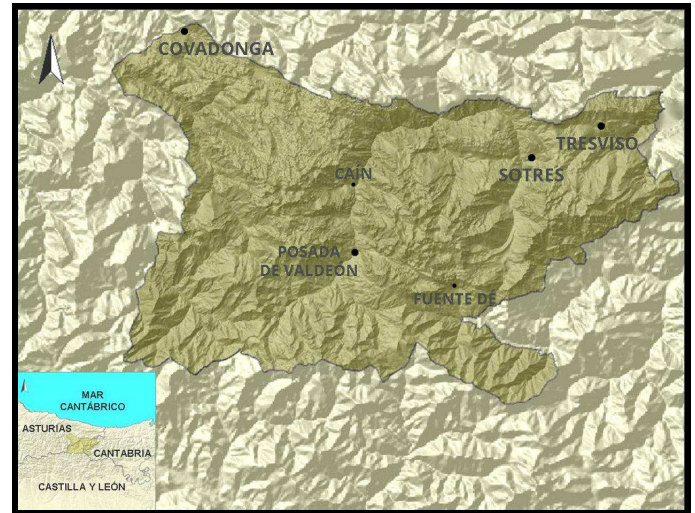 COVADONGA
TRESVISO
SOTRES
CAÍN
POSADA
DE VALDEÓN
FUENTE DÉ
MAR
CANTÁBRICO
ASTURIAS
CANTABRIA
CASTILLA Y LEÓN